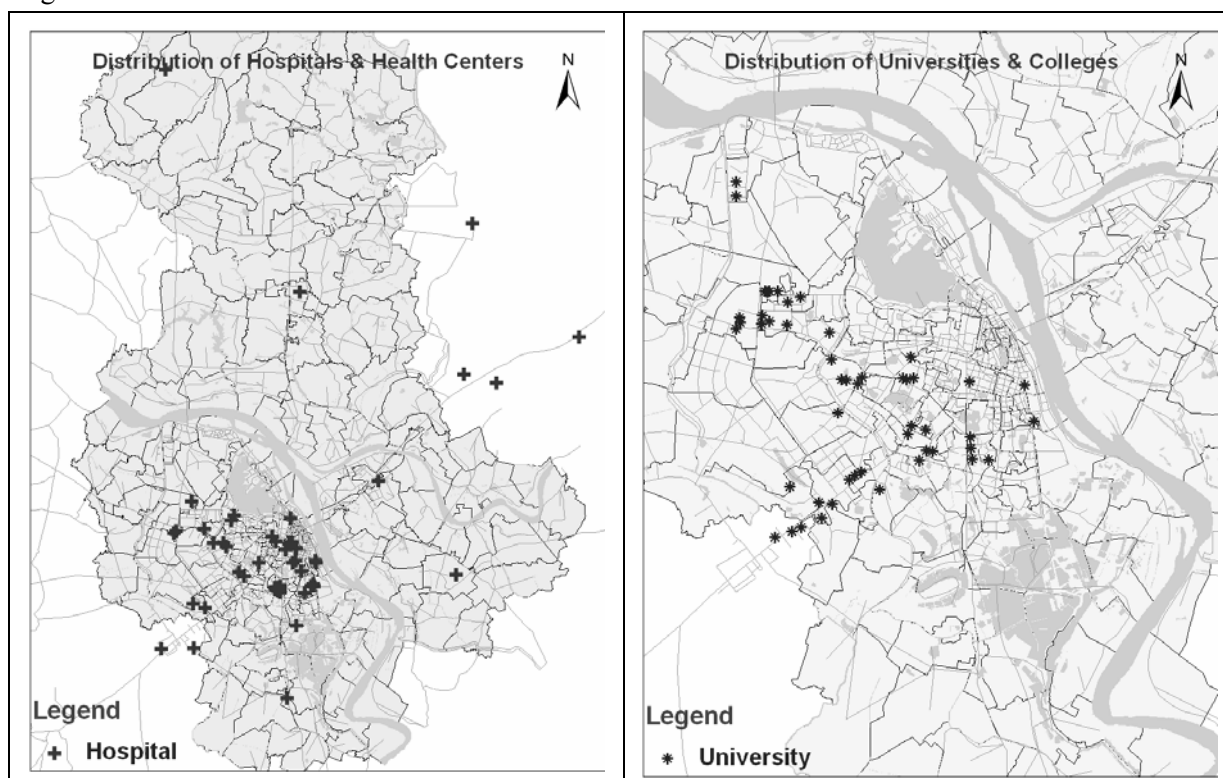 Distribution of Hospitals & Health Centers
N
Legend
Hospital
Distribution of Universities & Colleges
N
Legend
University